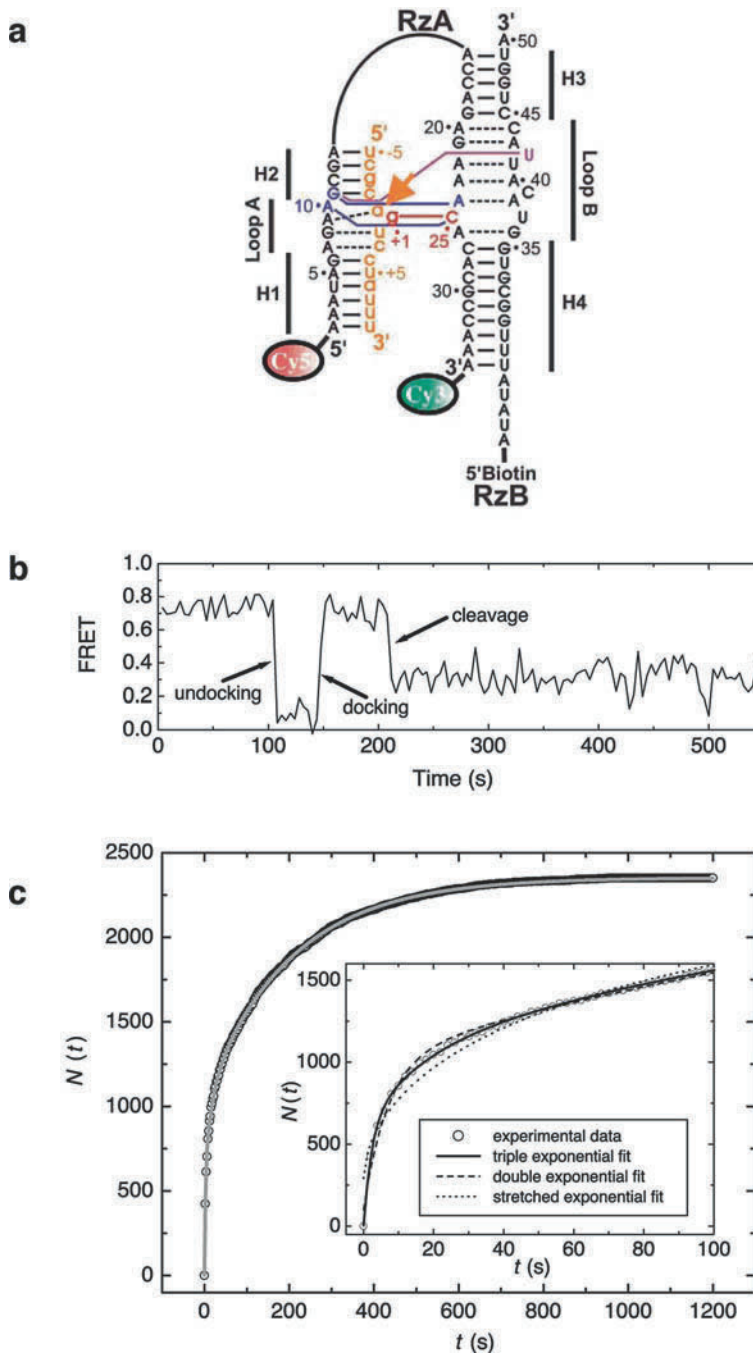 a
RzA
3'
A •50
H3
45
20
5'
-5
H2
10
Loop A
+1
25
40
Loop B
35
5
+5
H1
30
H4
5'
3'
3'
Cy5
Cy3
5'Biotin
RzB
b
FRET
1.0
0.8
0.6
0.4
0.2
0.0
undocking
docking
cleavage
0 100 200 300 400 500
Time (s)
c
N (t)
2500
2000
1500
1000
500
0
N(t)
1500
1000
500
0
experimental data
triple exponential fit
double exponential fit
stretched exponential fit
0 20 40 60 80 100
t (s)
0 200 400 600 800 1000 1200
t (s)